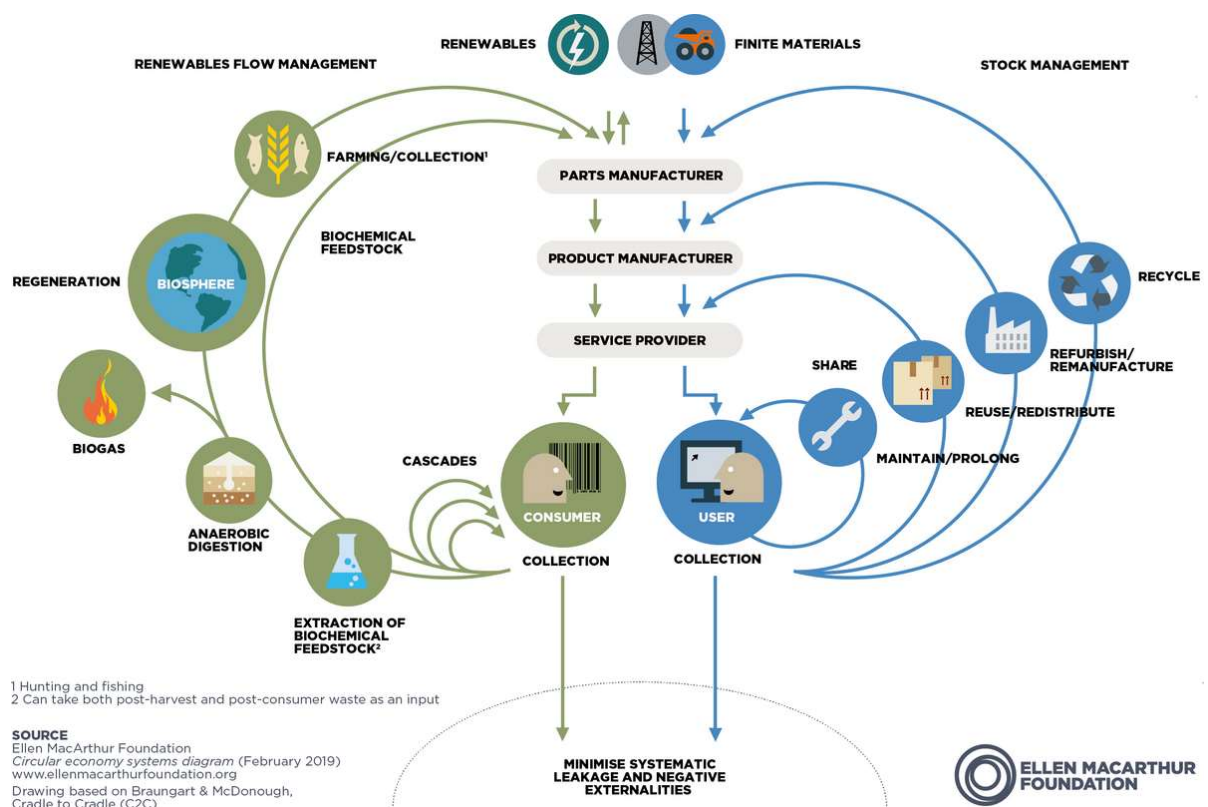 RENEWABLES
FINITE MATERIALS
RENEWABLES FLOW MANAGEMENT
STOCK MANAGEMENT
FARMING/COLLECTION¹
PARTS MANUFACTURER
BIOCHEMICAL
FEEDSTOCK
PRODUCT MANUFACTURER
REGENERATION
BIOSPHERE
RECYCLE
SERVICE PROVIDER
SHARE
REFURBISH/
REMANUFACTURE
REUSE/REDISTRIBUTE
BIOGAS
CASCADES
MAINTAIN/PROLONG
CONSUMER
USER
ANAEROBIC
DIGESTION
COLLECTION
COLLECTION
EXTRACTION OF
BIOCHEMICAL
FEEDSTOCK²
1 Hunting and fishing
2 Can take both post-harvest and post-consumer waste as an input
SOURCE
Ellen MacArthur Foundation
Circular economy systems diagram (February 2019)
www.ellenmacarthurfoundation.org
Drawing based on Braungart & McDonough,
Cradle to Cradle (C2C)
MINIMISE SYSTEMATIC
LEAKAGE AND NEGATIVE
EXTERNALITIES
ELLEN MACARTHUR
FOUNDATION